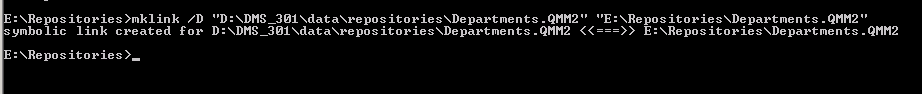 E:\Repositories>mklink /D "D:\DMS_301\data\repositories\Departments.QMM2" "E:\Repositories\Departments.QMM2"
symbolic link created for D:\DMS_301\data\repositories\Departments.QMM2 <<===>> E:\Repositories\Departments.QMM2
E:\Repositories>_